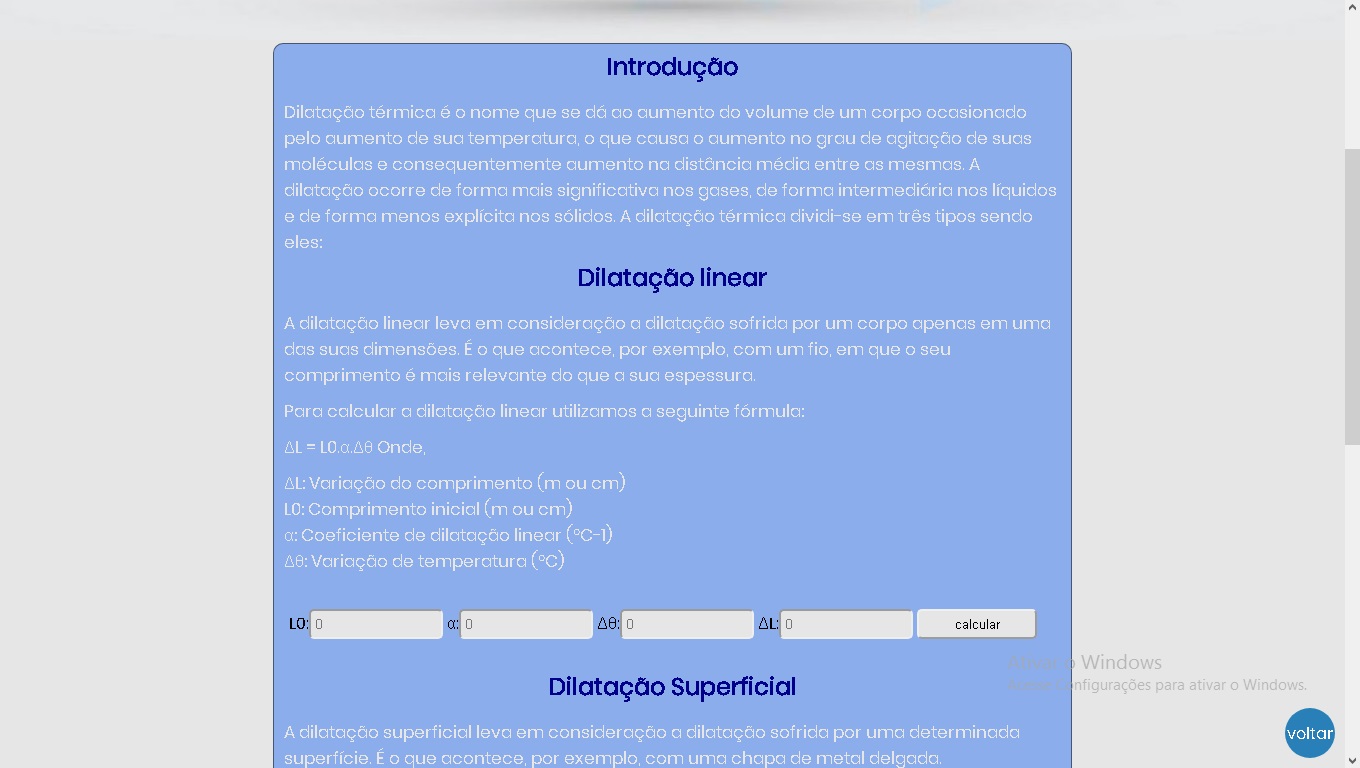 Introdução
Dilatação térmica é o nome que se dá ao aumento do volume de um corpo ocasionado
pelo aumento de sua temperatura, o que causa o aumento no grau de agitação de suas
moléculas e consequentemente aumento na distância média entre as mesmas. A
dilatação ocorre de forma mais significativa nos gases, de forma intermediária nos líquidos
e de forma menos explícita nos sólidos. A dilatação térmica dividi-se em três tipos sendo
eles:
Dilatação linear
A dilatação linear leva em consideração a dilatação sofrida por um corpo apenas em uma
das suas dimensões. É o que acontece, por exemplo, com um fio, em que o seu
comprimento é mais relevante do que a sua espessura.
Para calcular a dilatação linear utilizamos a seguinte fórmula:
ΔL = L0.α.Δθ Onde,
ΔL: Variação do comprimento (m ou cm)
L0: Comprimento inicial (m ou cm)
α: Coeficiente de dilatação linear (ºC-1)
Δθ: Variação de temperatura (ºC)
L0: 0 α: 0 Δθ: 0 ΔL: 0 calcular
Ativar o Windows
Acesse Configurações para ativar o Windows.
Dilatação Superficial
A dilatação superficial leva em consideração a dilatação sofrida por uma determinada
superfície. É o que acontece, por exemplo, com uma chapa de metal delgada.
voltar